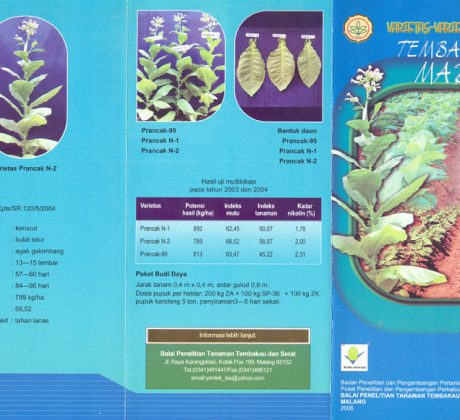 Varietas Prancak N-2
Kpts/SR.120/5/2004
: kerucut
: bulat telur
: agak gelombang
: 13—15 lembar
: 57—60 hari
: 84—95 hari
: 789 kg/ha
: 68,52
: tahan lanas
Prancak-95
Prancak N-1
Prancak N-2
Bentuk daun
Prancak-95
Prancak N-1
Prancak N-2
Hasil uji multilokasi
pada tahun 2003 dan 2004
Varietas Potensi hasil (kg/ha) Indeks mutu Indeks tanaman Kadar nikotin (%)
Prancak N-1 892 62,45 60,07 1,76
Prancak N-2 789 68,52 56,07 2,00
Prancak-95 813 83,47 45,22 2,31
Paket Budi Daya
Jarak tanam 0,4 m x 0,4 m, antar gulud 0,8 m.
Dosis pupuk per hektar: 200 kg ZA + 100 kg SP-36 + 100 kg ZK,
pupuk kandang 5 ton, penyiraman3—5 hari sekali.
Informasi lebih lanjut
Balai Penelitian Tanaman Tembakau dan Serat
Jl. Raya Karangploso, Kotak Pos 199, Malang 65152
Tel.(0341)491447/Fax.(0341)485121
email:
VARIETAS-VARIE
TEMBA
MA
Badan Penelitian dan Pengembangan Pertania
Pusat Penelitian dan Pengembangan Perkebu
BALAI PENELITIAN TANAMAN TEMBAKAU
MALANG
2006